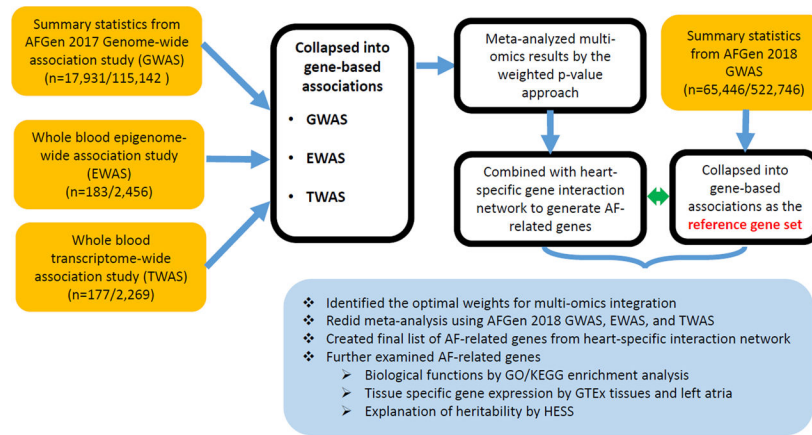 Summary statistics from
AFGen 2017 Genome-wide
association study (GWAS)
(n=17,931/115,142 )
Whole blood epigenome-
wide association study
(EWAS)
(n=183/2,456)
Whole blood
transcriptome-wide
association study (TWAS)
(n=177/2,269)
Collapsed into
gene-based
associations
• GWAS
• EWAS
• TWAS
Meta-analyzed multi-
omics results by the
weighted p-value
approach
Summary statistics
from AFGen 2018
GWAS
(n=65,446/522,746)
Combined with heart-
specific gene interaction
network to generate AF-
related genes
Collapsed into
gene-based
associations as the
reference gene set
❖ Identified the optimal weights for multi-omics integration
❖ Redid meta-analysis using AFGen 2018 GWAS, EWAS, and TWAS
❖ Created final list of AF-related genes from heart-specific interaction network
❖ Further examined AF-related genes
➢ Biological functions by GO/KEGG enrichment analysis
➢ Tissue specific gene expression by GTEx tissues and left atria
➢ Explanation of heritability by HESS